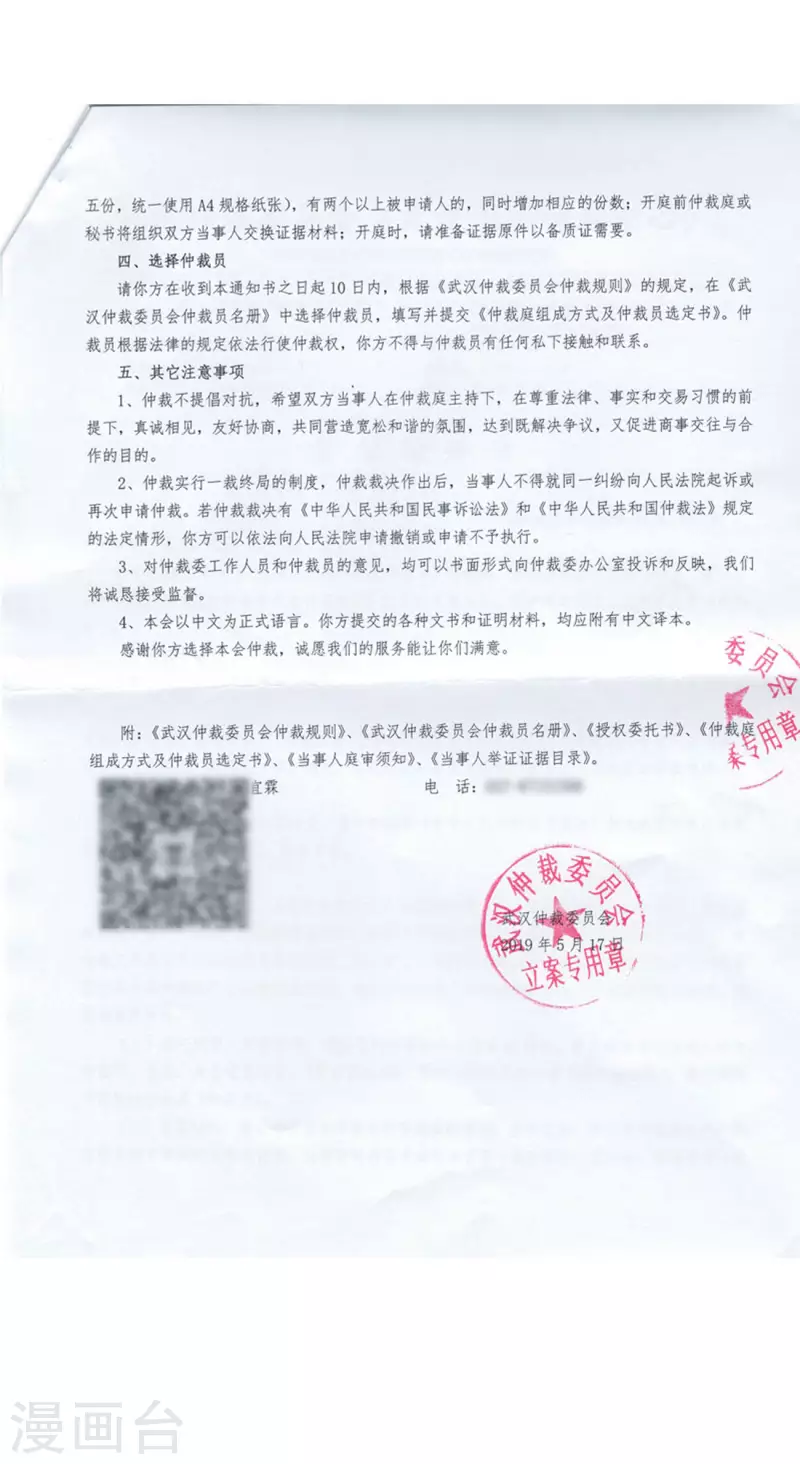 五份，统一使用 A4 规格纸张），有两个以上被申请人的，同时增加相应的份数；开庭前仲裁庭或
秘书将组织双方当事人交换证据材料；开庭时，请准备证据原件以备质证需要。
四、选择仲裁员
请你方在收到本通知书之日起 10 日内，根据《武汉仲裁委员会仲裁规则》的规定，在《武
汉仲裁委员会仲裁员名册》中选择仲裁员，填写并提交《仲裁庭组成方式及仲裁员选定书》。仲
裁员根据法律的规定依法行使仲裁权，你方不得与仲裁员有任何私下接触和联系。
五、其它注意事项
1、仲裁不提倡对抗，希望双方当事人在仲裁庭主持下，在尊重法律、事实和交易习惯的前
提下，真诚相见，友好协商，共同营造宽松和谐的氛围，达到既解决争议，又促进商事交往与合
作的目的。
2、仲裁实行一裁终局的制度，仲裁裁决作出后，当事人不得就同一纠纷向人民法院起诉或
再次申请仲裁。若仲裁裁决有《中华人民共和国民事诉讼法》和《中华人民共和国仲裁法》规定
的法定情形，你方可以依法向人民法院申请撤销或申请不予执行。
3、对仲裁委工作人员和仲裁员的意见，均可以书面形式向仲裁委办公室投诉和反映，我们
将诚恳接受监督。
4、本会以中文为正式语言。你方提交的各种文书和证明材料，均应附有中文译本。
感谢你方选择本会仲裁，诚愿我们的服务能让你们满意。
委员会
案专用章
附：《武汉仲裁委员会仲裁规则》、《武汉仲裁委员会仲裁员名册》、《授权委托书》、《仲裁庭
组成方式及仲裁员选定书》、《当事人庭审须知》、《当事人举证证据目录》。
宜霖 电 话：
武汉仲裁委员会
武汉仲裁委员会
2019 年 5 月 17 日
立案专用章
漫画台